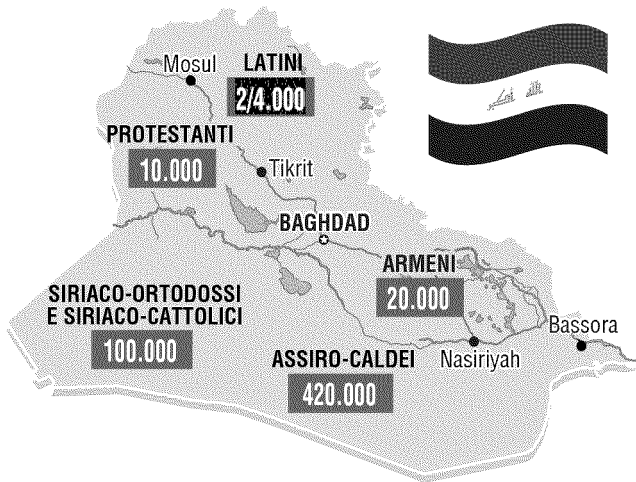 Mosul
LATINI
2/4.000
PROTESTANTI
10.000
Tikrit
BAGHDAD
ARMENI
20.000
SIRIACO-ORTODOSSI
E SIRIACO-CATTOLICI
100.000
ASSIRO-CALDEI
420.000
Nasiriyah
Bassora